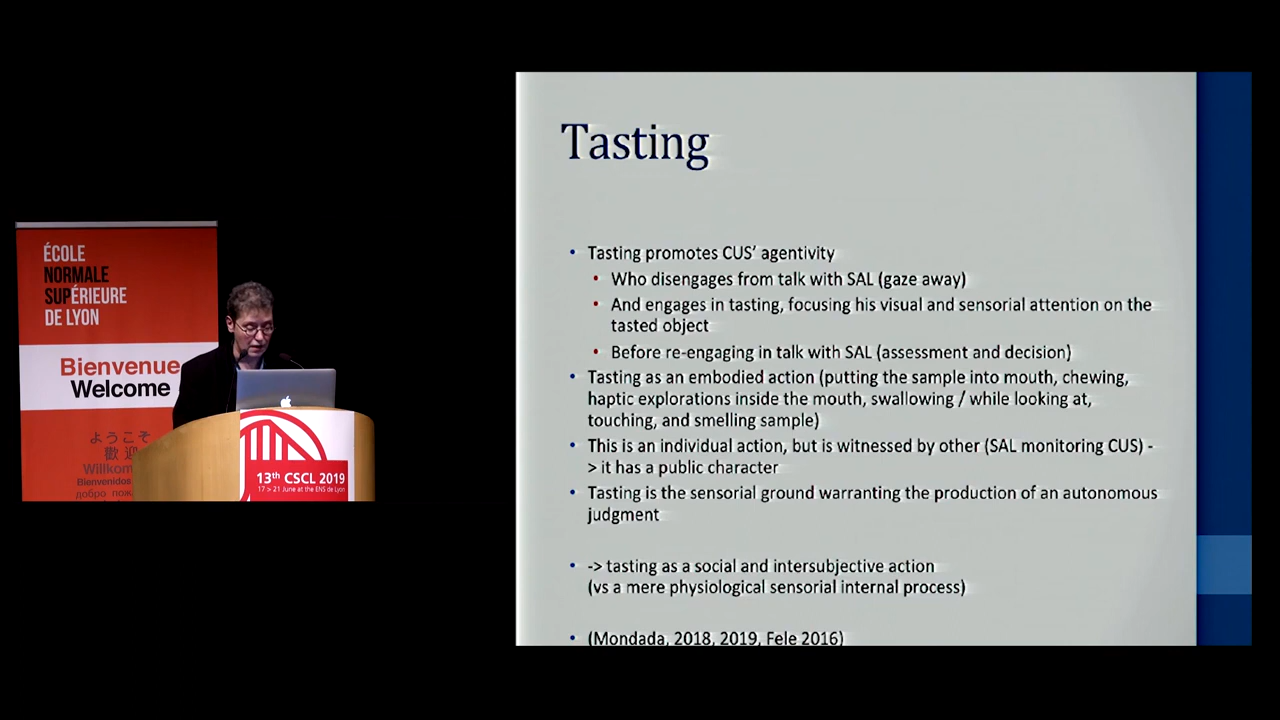 ÉCOLE
NORMALE
SUPÉRIEURE
DE LYON
Bienvenue
Welcome
ようこそ
歡迎
Willkom
Bienvenidos
добро пож
13th CSCL 2019
17 > 21 June at the ENS de Lyon
Tasting
• Tasting promotes CUS’ agentivity
• Who disengages from talk with SAL (gaze away)
• And engages in tasting, focusing his visual and sensorial attention on the
tasted object
• Before re-engaging in talk with SAL (assessment and decision)
• Tasting as an embodied action (putting the sample into mouth, chewing,
haptic explorations inside the mouth, swallowing / while looking at,
touching, and smelling sample)
• This is an individual action, but is witnessed by other (SAL monitoring CUS) -
> it has a public character
• Tasting is the sensorial ground warranting the production of an autonomous
judgment
• -> tasting as a social and intersubjective action
(vs a mere physiological sensorial internal process)
• (Mondada, 2018, 2019, Fele 2016)